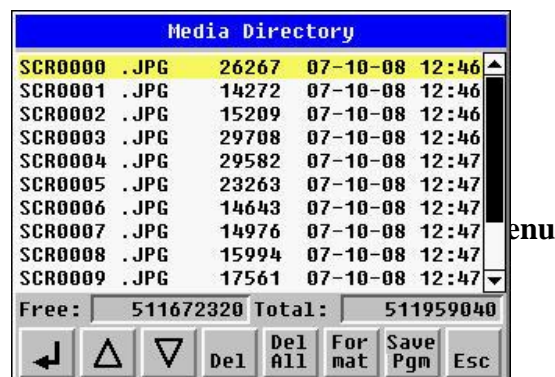 Media Directory
SCR0000 .JPG 26267 07-10-08 12:46
SCR0001 .JPG 14272 07-10-08 12:46
SCR0002 .JPG 15209 07-10-08 12:46
SCR0003 .JPG 29708 07-10-08 12:46
SCR0004 .JPG 29582 07-10-08 12:47
SCR0005 .JPG 23263 07-10-08 12:47
SCR0006 .JPG 14643 07-10-08 12:47
SCR0007 .JPG 14976 07-10-08 12:47
enu
SCR0008 .JPG 15994 07-10-08 12:47
SCR0009 .JPG 17561 07-10-08 12:47
Free: 511672320 Total: 511959040
Del Del All For mat Save Pgm Esc